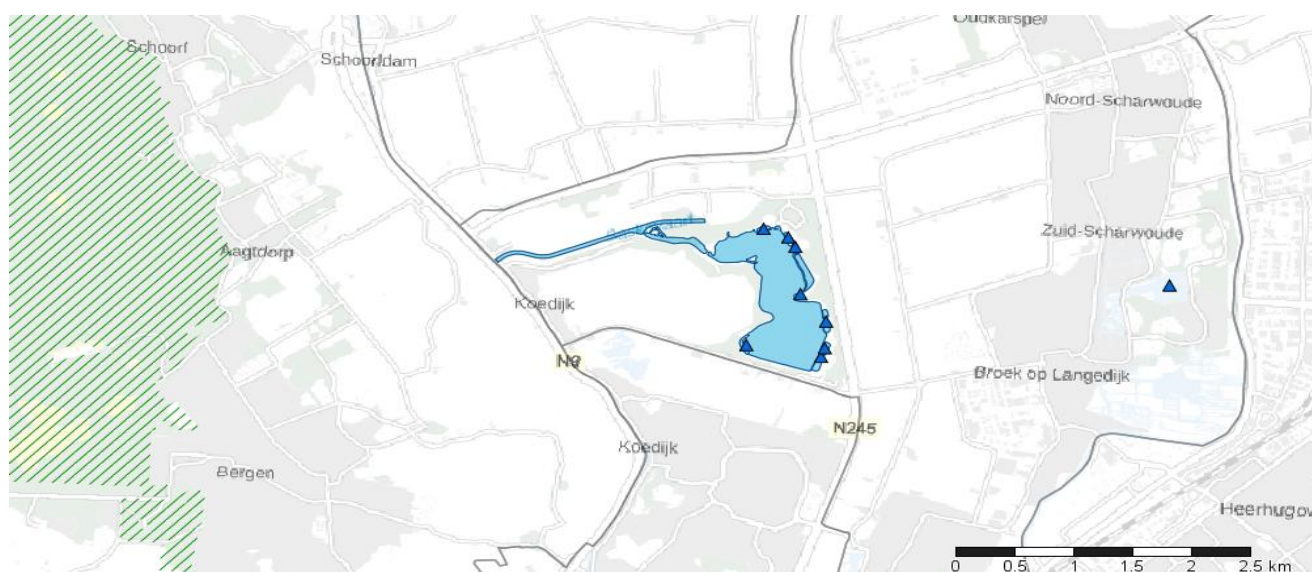 Oudkarspel
Schoorl
Schoorldam
Noord-Scharwoude
Zuid-Scharwoude
Aagtdorp
Koedijk
N9
Broek op Langedijk
N245
Koedijk
Bergen
Heerhugow
0 0.5 1 1.5 2 2.5 km